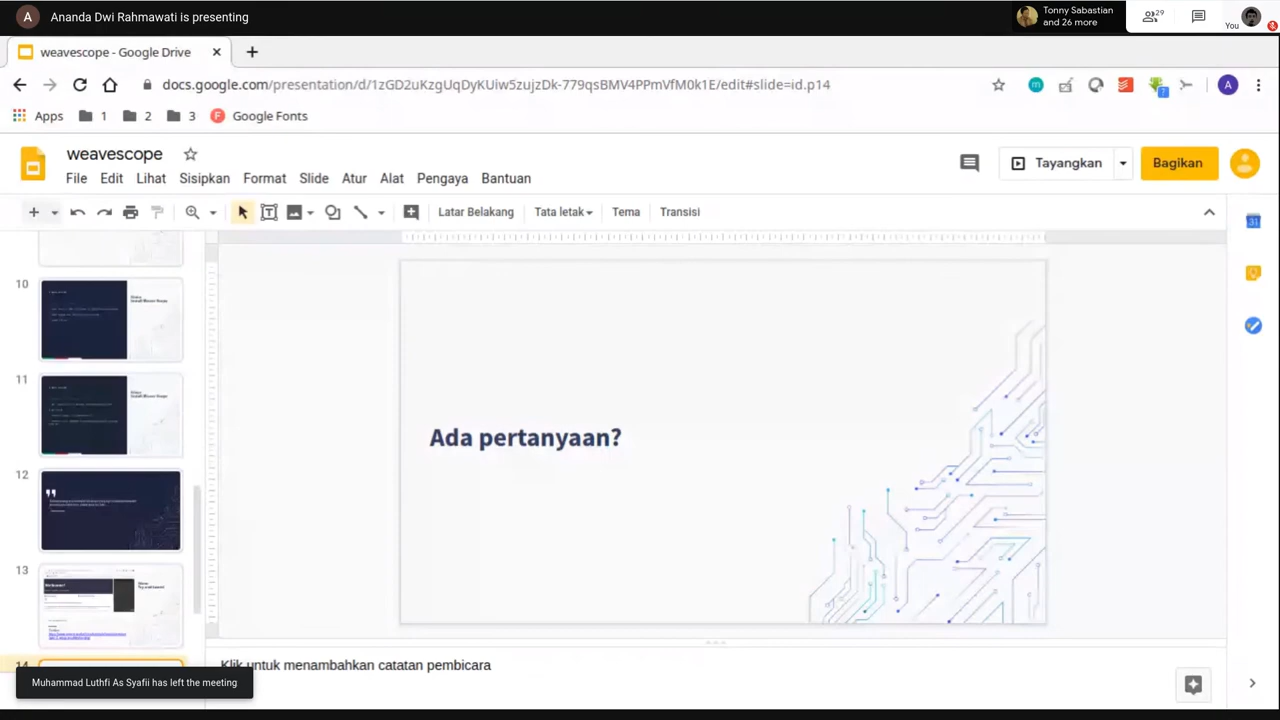 A Ananda Dwi Rahmawati is presenting
Tonny Sabastian
and 26 more
29
You
weavescope - Google Drive
docs.google.com/presentation/d/1zGD2uKzgUqDyKUiw5zujzDk-779qsBMV4PPmVfM0k1E/edit#slide=id.p14
Apps 1 2 3 F Google Fonts
weavescope
Tayangkan
Bagikan
File Edit Lihat Sisipkan Format Slide Atur Alat Pengaya Bantuan
Latar Belakang Tata letak Tema Transisi
31
10
11
12
13
14
Ada pertanyaan?
Klik untuk menambahkan catatan pembicara
Muhammad Luthfi As Syafii has left the meeting